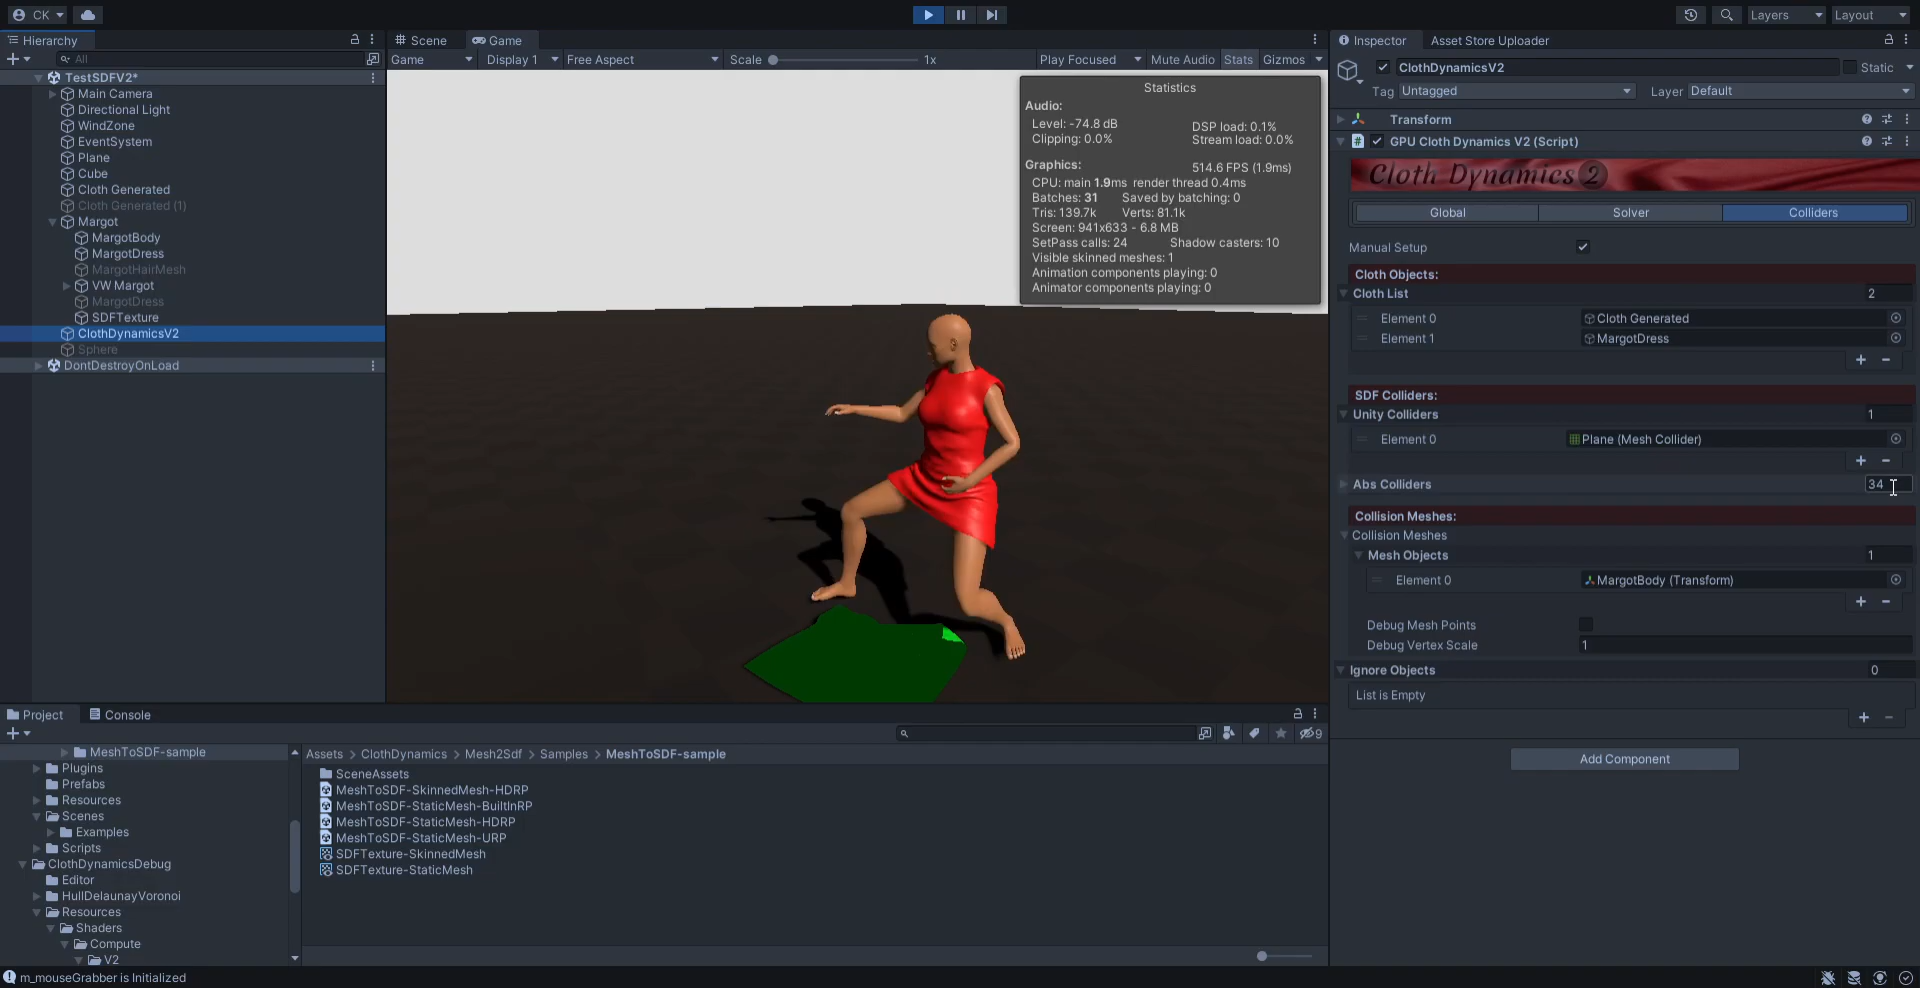 CK
Layers
Layout
Hierarchy
All
TestSDFV2*
Main Camera
Directional Light
WindZone
EventSystem
Plane
Cube
Cloth Generated
Cloth Generated (1)
Margot
MargotBody
MargotDress
MargotHairMesh
VW Margot
MargotDress
SDFTexture
ClothDynamicsV2
Sphere
DontDestroyOnLoad
Scene
Game
Game
Display 1
Free Aspect
Scale
1x
Play Focused
Mute Audio
Stats
Gizmos
Statistics
Audio:
Level: -74.8 dB
DSP load: 0.1%
Clipping: 0.0%
Stream load: 0.0%
Graphics:
514.6 FPS (1.9ms)
CPU: main 1.9ms render thread 0.4ms
Batches: 31 Saved by batching: 0
Tris: 139.7k Verts: 81.1k
Screen: 941x633 - 6.8 MB
SetPass calls: 24 Shadow casters: 10
Visible skinned meshes: 1
Animation components playing: 0
Animator components playing: 0
Inspector
Asset Store Uploader
ClothDynamicsV2
Static
Tag
Untagged
Layer
Default
Transform
GPU Cloth Dynamics V2 (Script)
Cloth Dynamics 2
Global
Solver
Colliders
Manual Setup
Cloth Objects:
Cloth List
2
Element 0
Cloth Generated
Element 1
MargotDress
SDF Colliders:
Unity Colliders
1
Element 0
Plane (Mesh Collider)
Abs Colliders
34
Collision Meshes:
Collision Meshes
Mesh Objects
1
Element 0
MargotBody (Transform)
Debug Mesh Points
Debug Vertex Scale
1
Ignore Objects
0
List is Empty
Add Component
Project
Console
9
MeshToSDF-sample
Plugins
Prefabs
Resources
Scenes
Examples
Scripts
ClothDynamicsDebug
Editor
HullDelaunayVoronoi
Resources
Shaders
Compute
V2
Assets > ClothDynamics > Mesh2Sdf > Samples > MeshToSDF-sample
SceneAssets
MeshToSDF-SkinnedMesh-HDRP
MeshToSDF-StaticMesh-BuiltInRP
MeshToSDF-StaticMesh-HDRP
MeshToSDF-StaticMesh-URP
SDFTexture-SkinnedMesh
SDFTexture-StaticMesh
m_mouseGrabber is Initialized